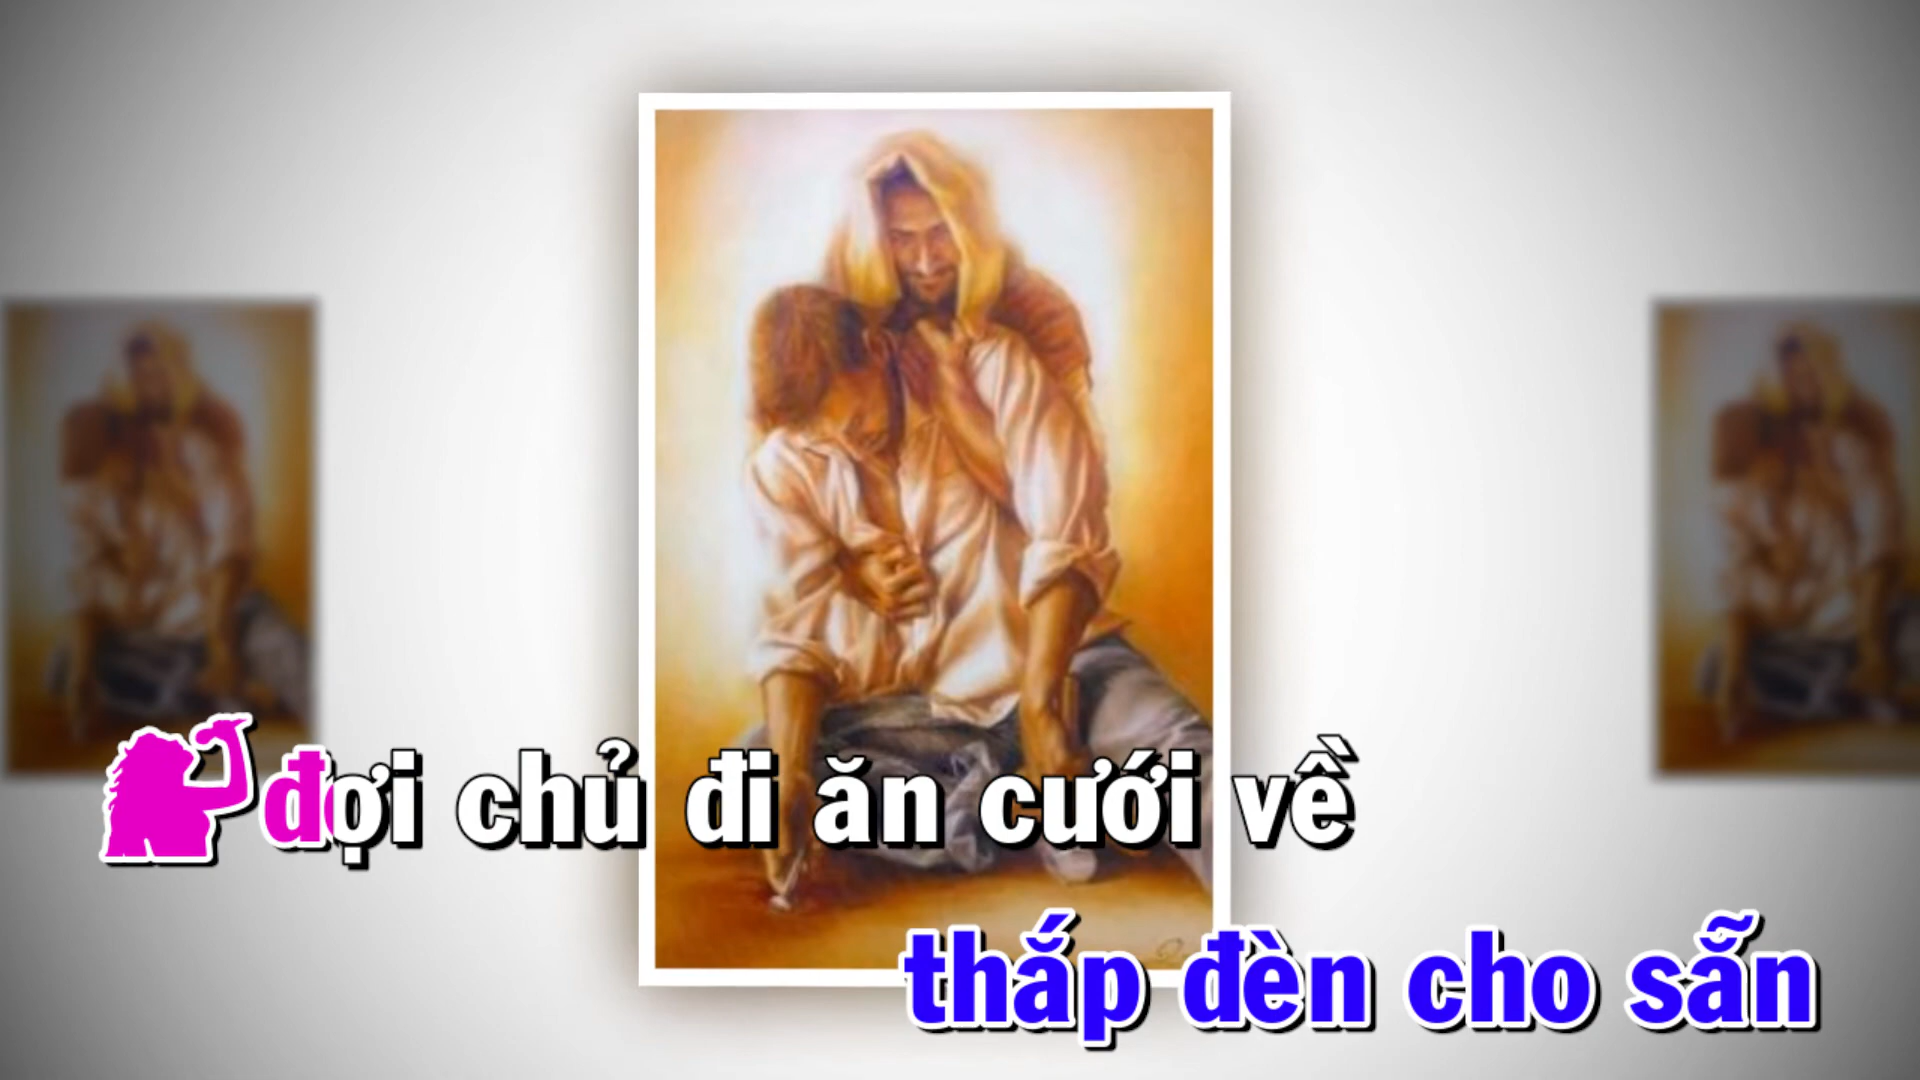 đợi chủ đi ăn cưới về
thắp đèn cho sẵn